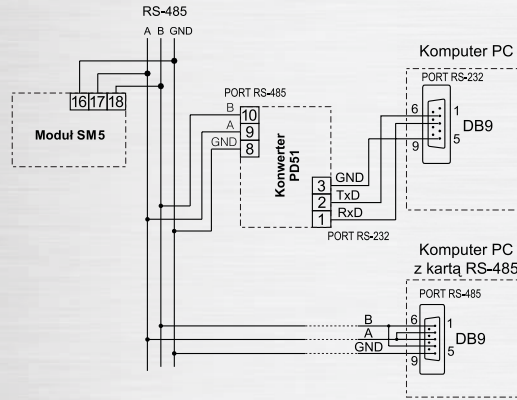 RS-485
A B GND
16 17 18
Moduł SM5
PORT RS-485
B 10
A 9
GND 8
Konwerter
PD51
3 GND
2 TxD
1 RxD
PORT RS-232
Komputer PC
PORT RS-232
6 1
DB9
9 5
Komputer PC
z kartą RS-485
PORT RS-485
B 6 1
A
DB9
GND 9 5